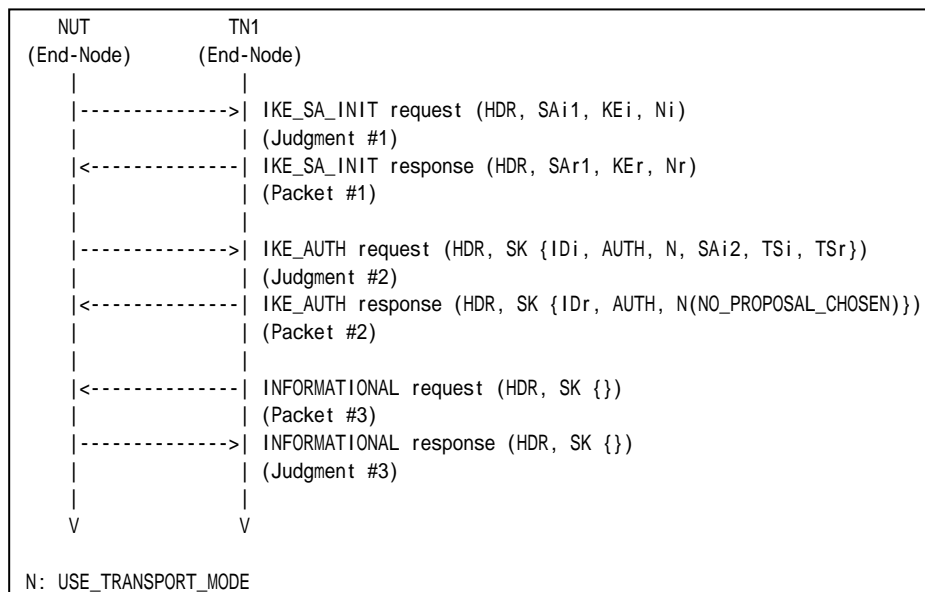 NUT TN1
(End-Node) (End-Node)
| |
|-------------->| IKE_SA_INIT request (HDR, SAi1, KEi, Ni)
| | (Judgment #1)
|<--------------| IKE_SA_INIT response (HDR, SAr1, KEr, Nr)
| | (Packet #1)
| |
|-------------->| IKE_AUTH request (HDR, SK {IDi, AUTH, N, SAi2, TSi, TSr})
| | (Judgment #2)
|<--------------| IKE_AUTH response (HDR, SK {IDr, AUTH, N(NO_PROPOSAL_CHOSEN)})
| | (Packet #2)
| |
|<--------------| INFORMATIONAL request (HDR, SK {})
| | (Packet #3)
|-------------->| INFORMATIONAL response (HDR, SK {})
| | (Judgment #3)
| |
V V
N: USE_TRANSPORT_MODE